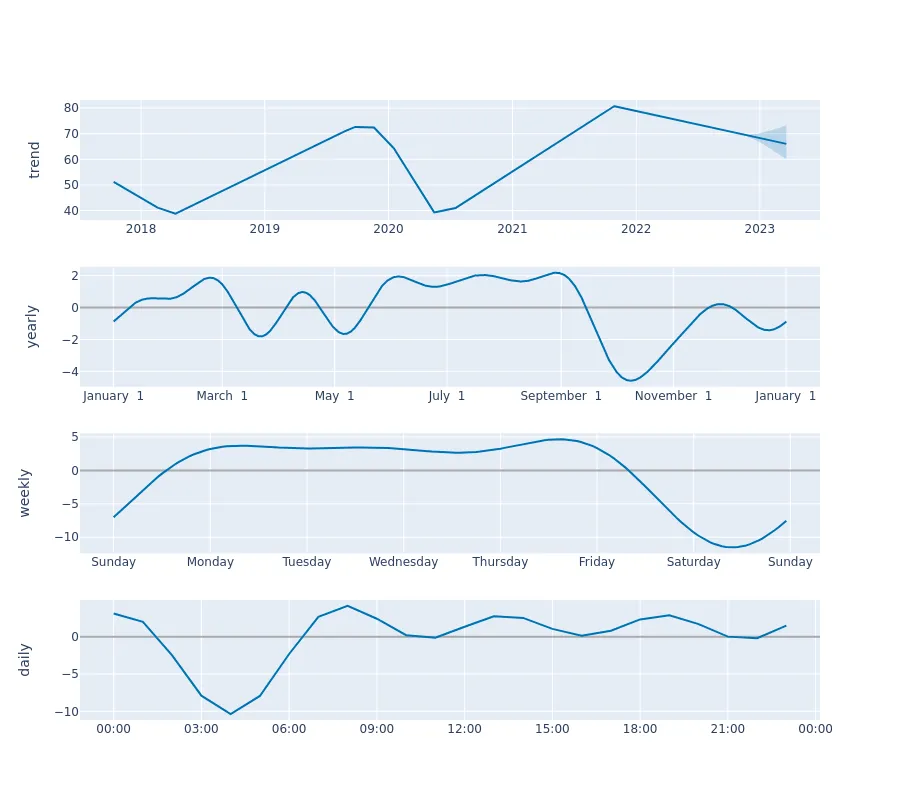 trend
80
70
60
50
40
2018 2019 2020 2021 2022 2023
yearly
2
0
−2
−4
January 1 March 1 May 1 July 1 September 1 November 1 January 1
weekly
5
0
−5
−10
Sunday Monday Tuesday Wednesday Thursday Friday Saturday Sunday
daily
0
−5
−10
00:00 03:00 06:00 09:00 12:00 15:00 18:00 21:00 00:00